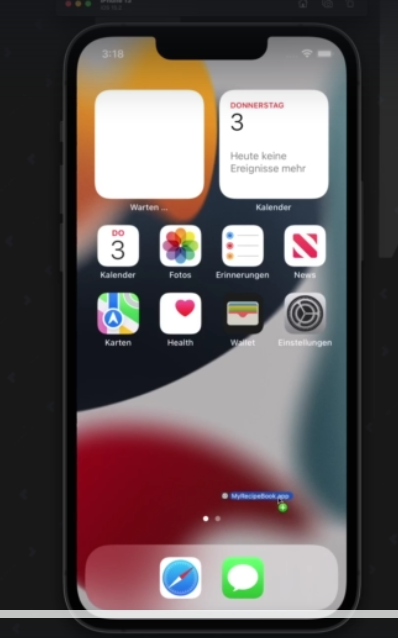 3:18
DONNERSTAG
3
Heute keine
Ereignisse mehr
Warten ...
Kalender
DO
3
Kalender
Fotos
Erinnerungen
News
Karten
Health
Wallet
Einstellungen
MyRecipeBook.app